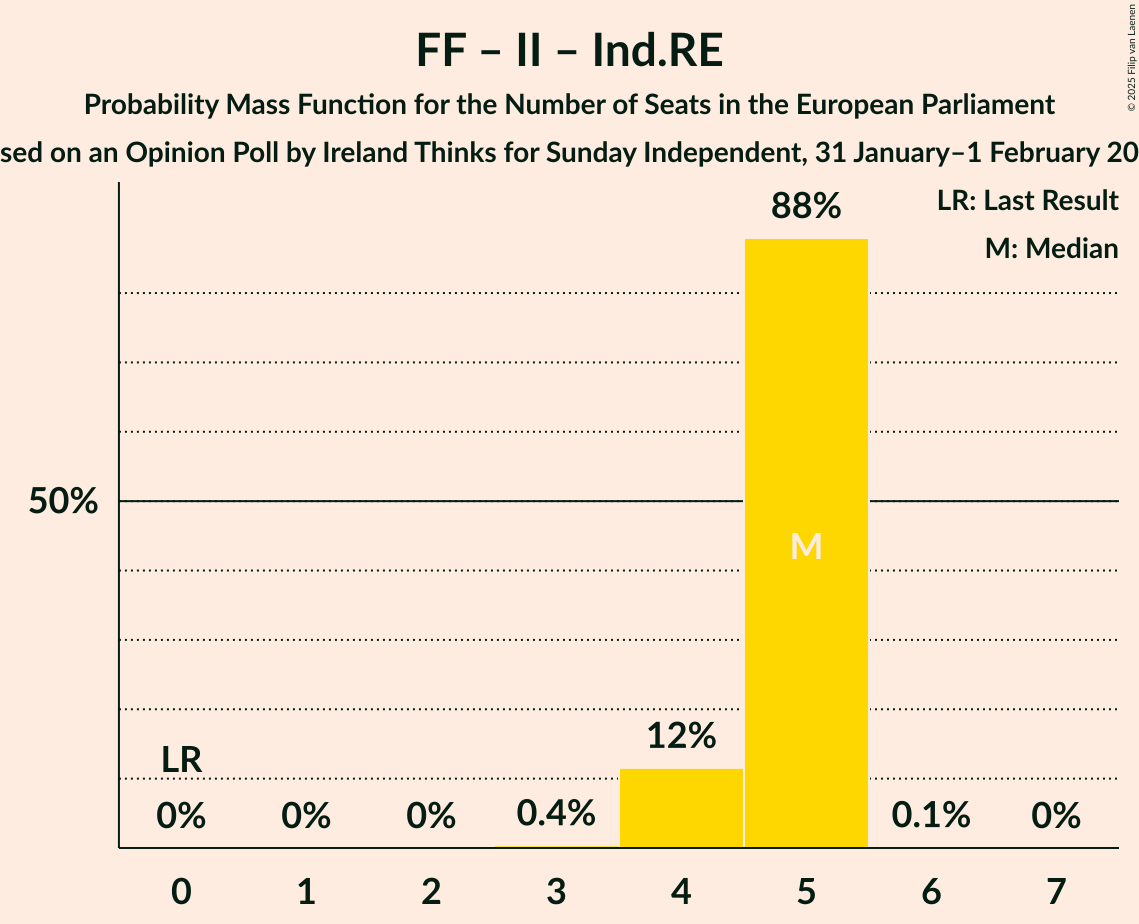 FF – II – Ind.RE
Probability Mass Function for the Number of Seats in the European Parliament
sed on an Opinion Poll by Ireland Thinks for Sunday Independent, 31 January–1 February 20
© 2025 Filip van Laenen
LR: Last Result
M: Median
88%
50%
M
12%
LR
0% 0% 0% 0.4% 0.1% 0%
0 1 2 3 4 5 6 7